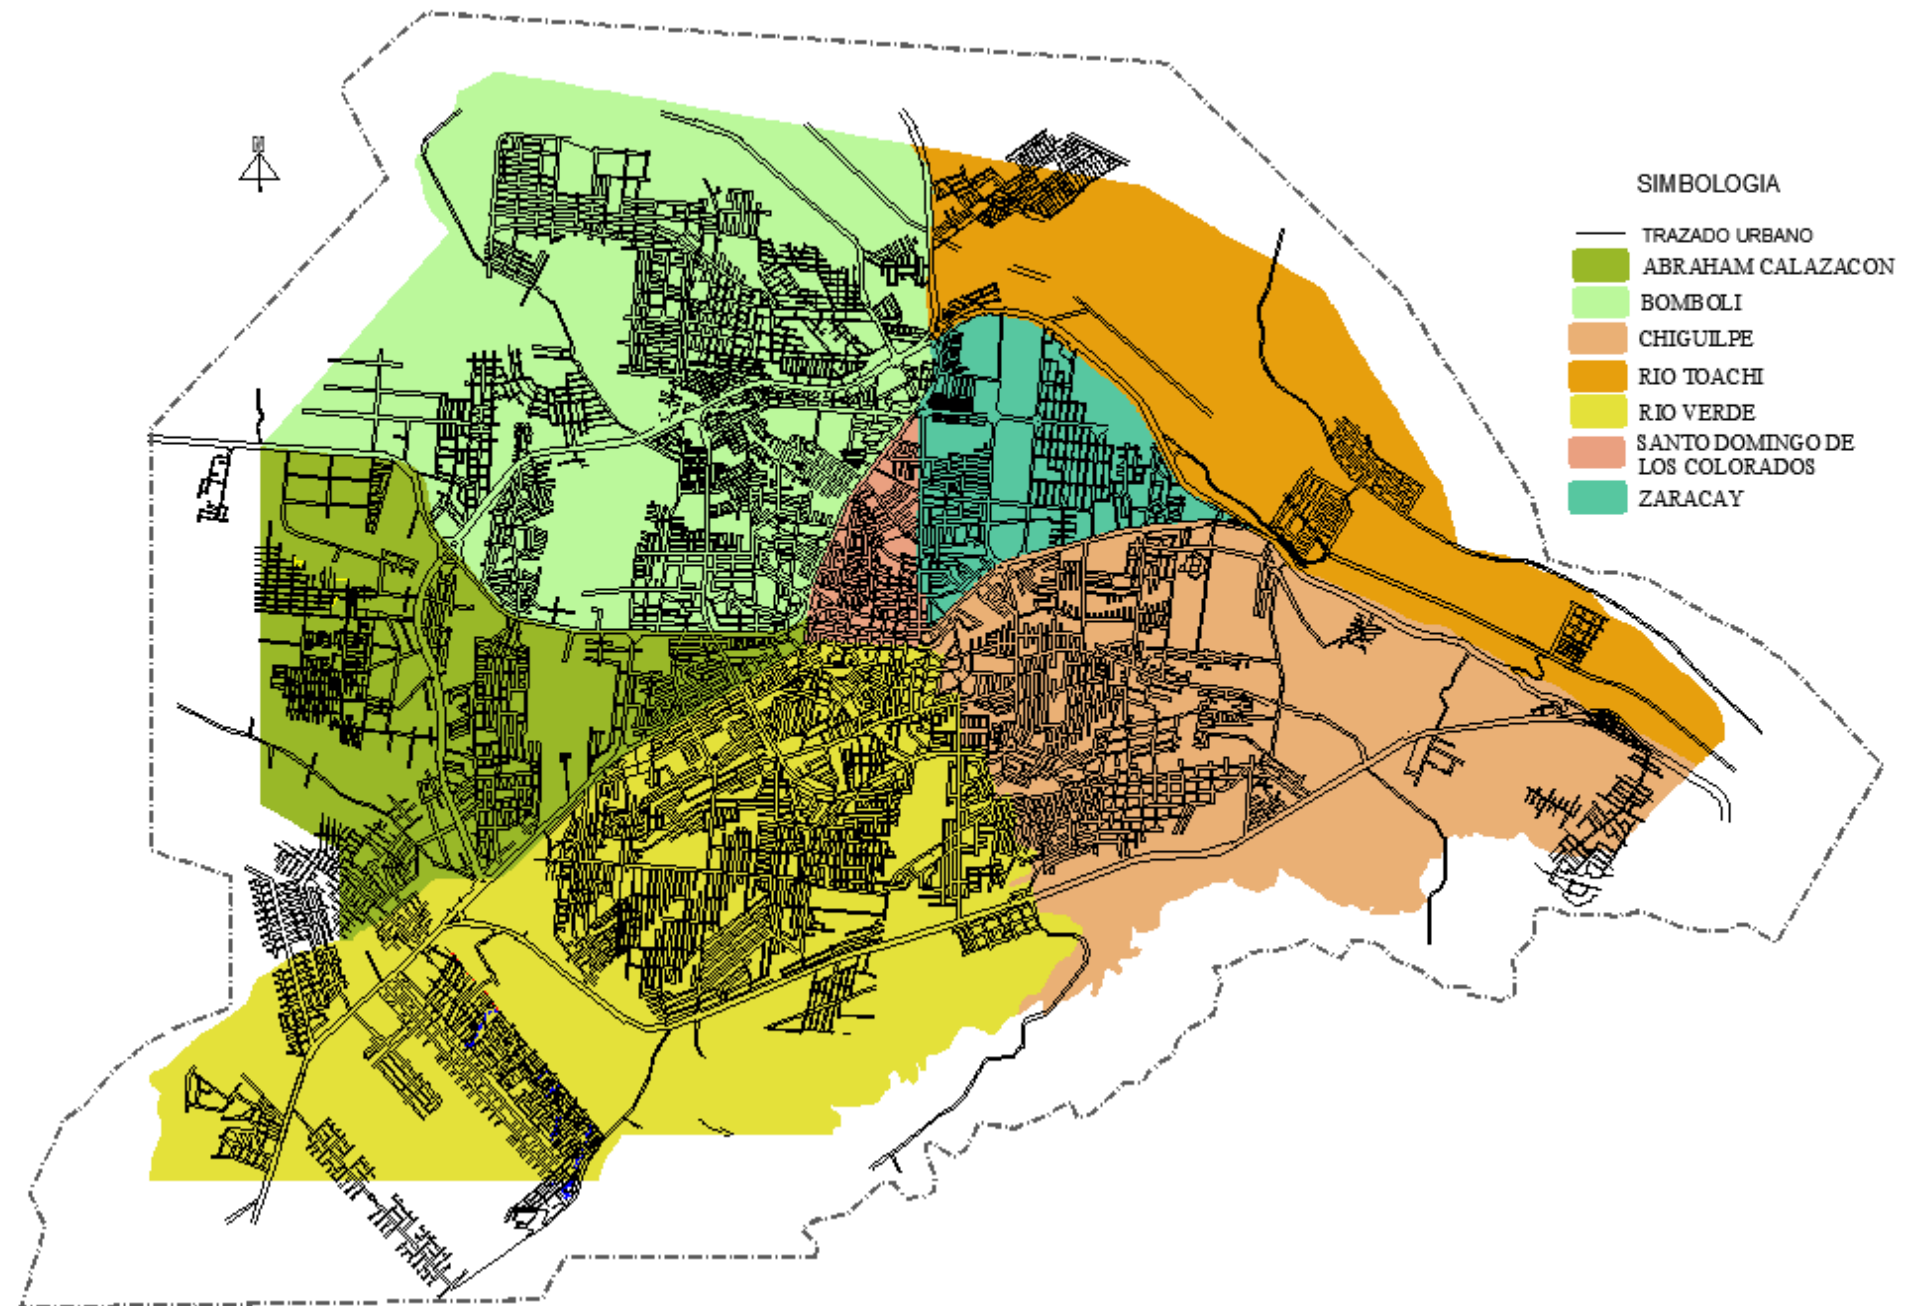 N
SIMBOLOGIA
TRAZADO URBANO
ABRAHAM CALAZACON
BOMBOLI
CHIGUILPE
RIO TOACHI
RIO VERDE
SANTO DOMINGO DE
LOS COLORADOS
ZARACAY